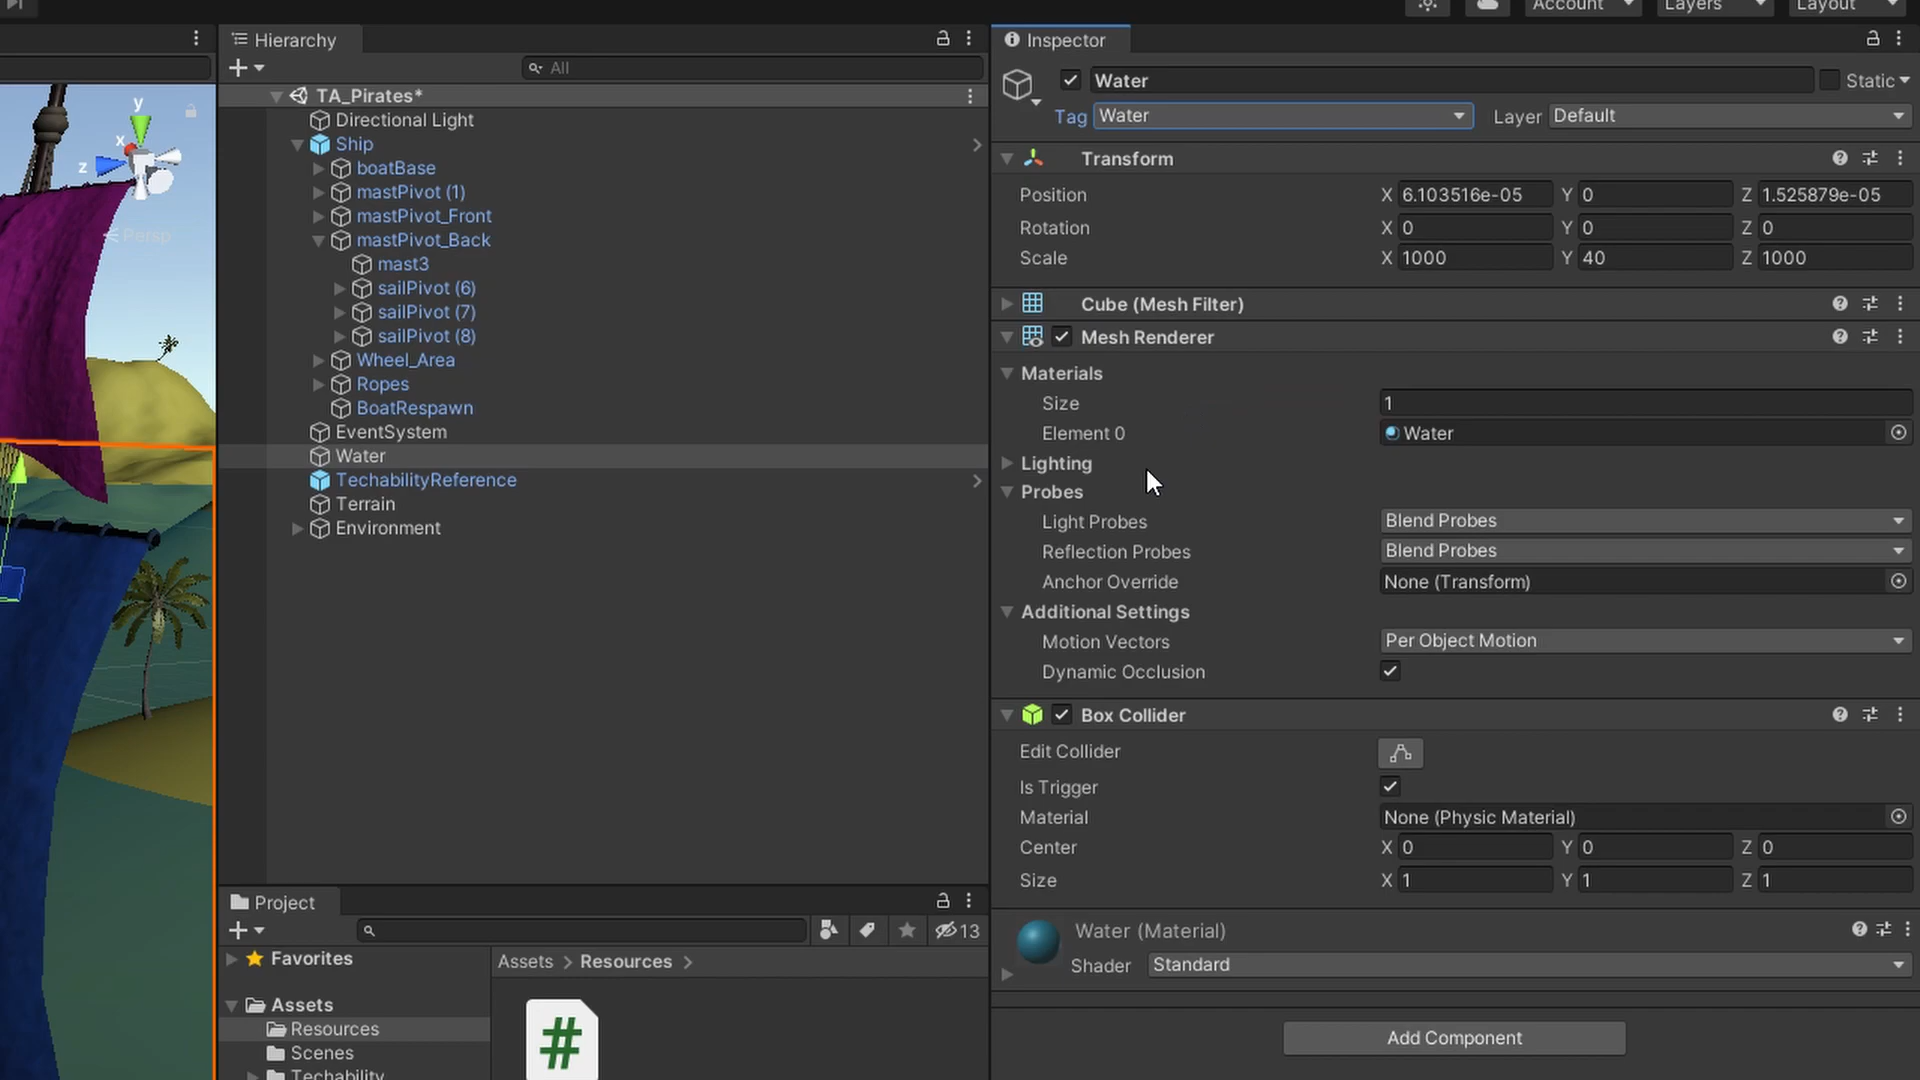 Account
Layers
Layout
Hierarchy
All
TA_Pirates*
Directional Light
Ship
boatBase
mastPivot (1)
mastPivot_Front
mastPivot_Back
mast3
sailPivot (6)
sailPivot (7)
sailPivot (8)
Wheel_Area
Ropes
BoatRespawn
EventSystem
Water
TechabilityReference
Terrain
Environment
y
x
z
Persp
Project
13
Favorites
Assets
Resources
Scenes
Techability
Assets > Resources >
#
Inspector
Water
Static
Tag Water Layer Default
Transform
Position X 6.103516e-05 Y 0 Z 1.525879e-05
Rotation X 0 Y 0 Z 0
Scale X 1000 Y 40 Z 1000
Cube (Mesh Filter)
Mesh Renderer
Materials
Size 1
Element 0 Water
Lighting
Probes
Light Probes Blend Probes
Reflection Probes Blend Probes
Anchor Override None (Transform)
Additional Settings
Motion Vectors Per Object Motion
Dynamic Occlusion
Box Collider
Edit Collider
Is Trigger
Material None (Physic Material)
Center X 0 Y 0 Z 0
Size X 1 Y 1 Z 1
Water (Material)
Shader Standard
Add Component